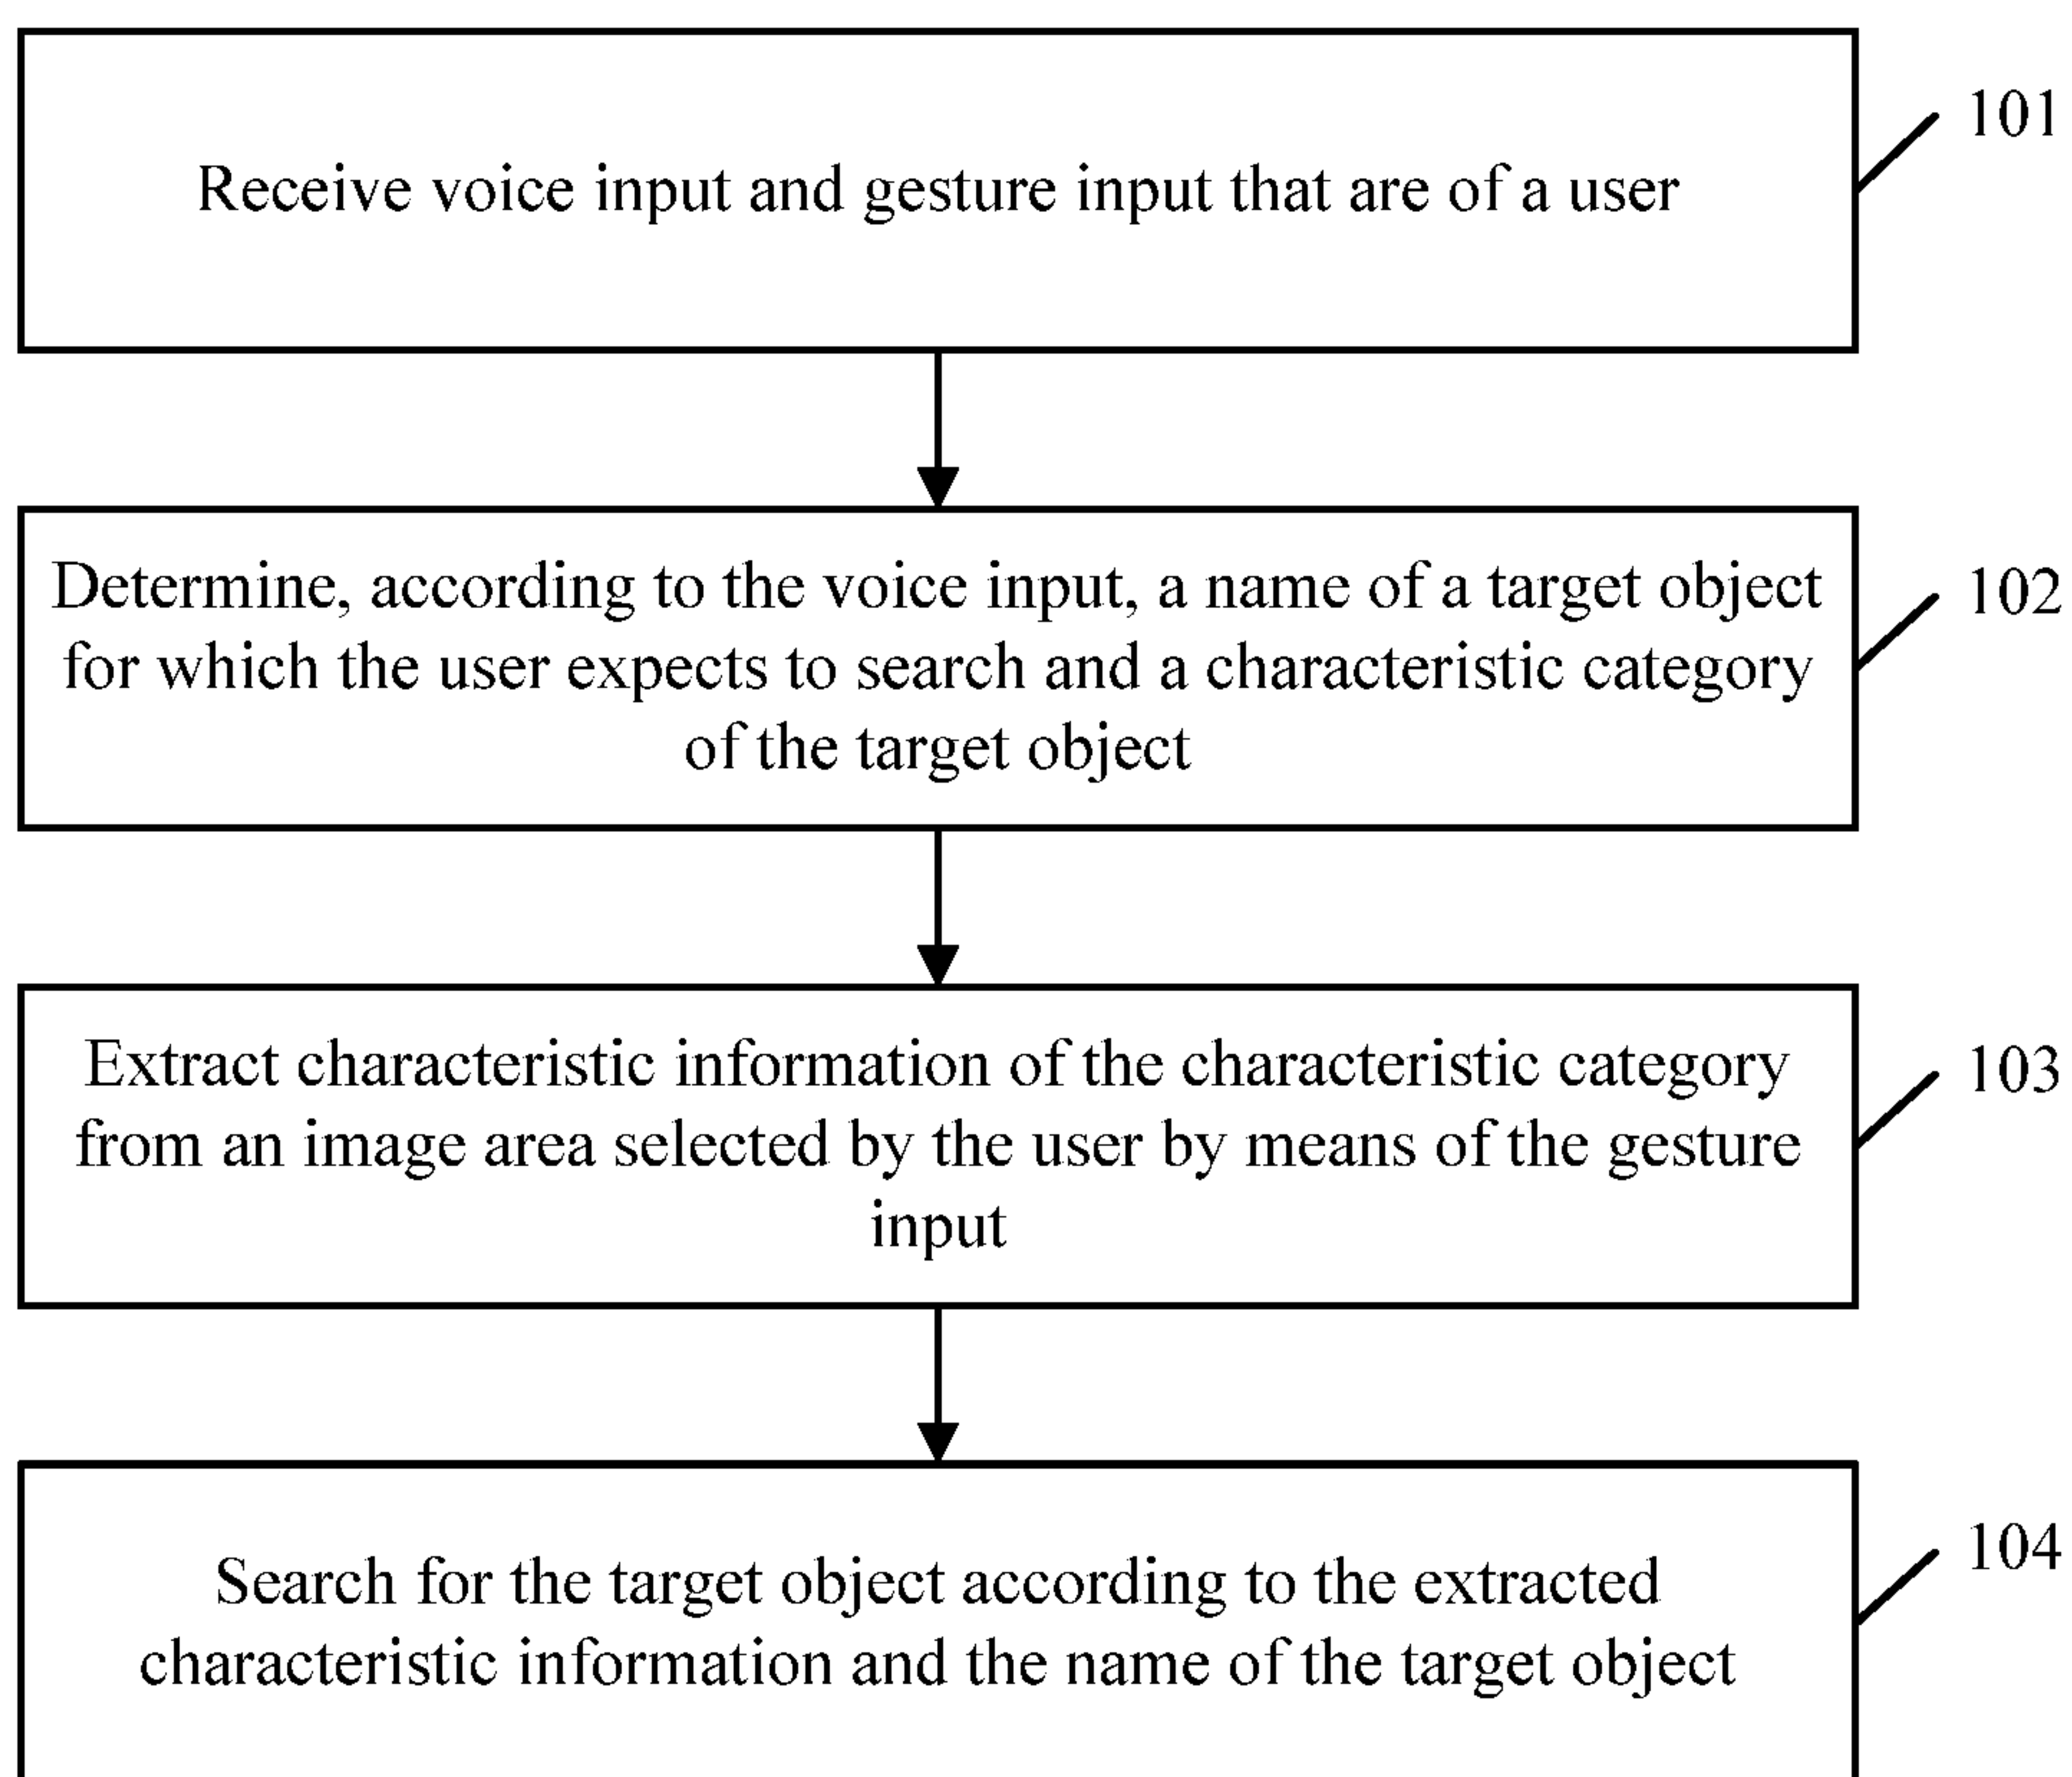 Receive voice input and gesture input that are of a user
101
Determine, according to the voice input, a name of a target object
for which the user expects to search and a characteristic category
of the target object
102
Extract characteristic information of the characteristic category
from an image area selected by the user by means of the gesture
input
103
Search for the target object according to the extracted
characteristic information and the name of the target object
104